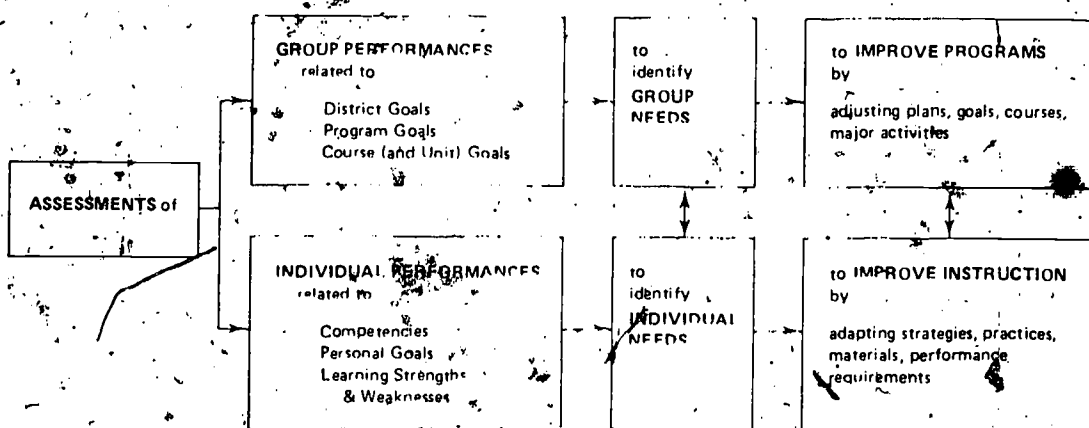 GROUP PERFORMANCES
related to
District Goals
Program Goals
Course (and Unit) Goals
to
identify
GROUP
NEEDS
to IMPROVE PROGRAMS
by
adjusting plans, goals, courses,
major activities
ASSESSMENTS of
INDIVIDUAL PERFORMANCES
related to
Competencies
Personal Goals
Learning Strengths
& Weaknesses
to
identify
INDIVIDUAL
NEEDS
to IMPROVE INSTRUCTION
by
adapting strategies, practices,
materials, performance
requirements